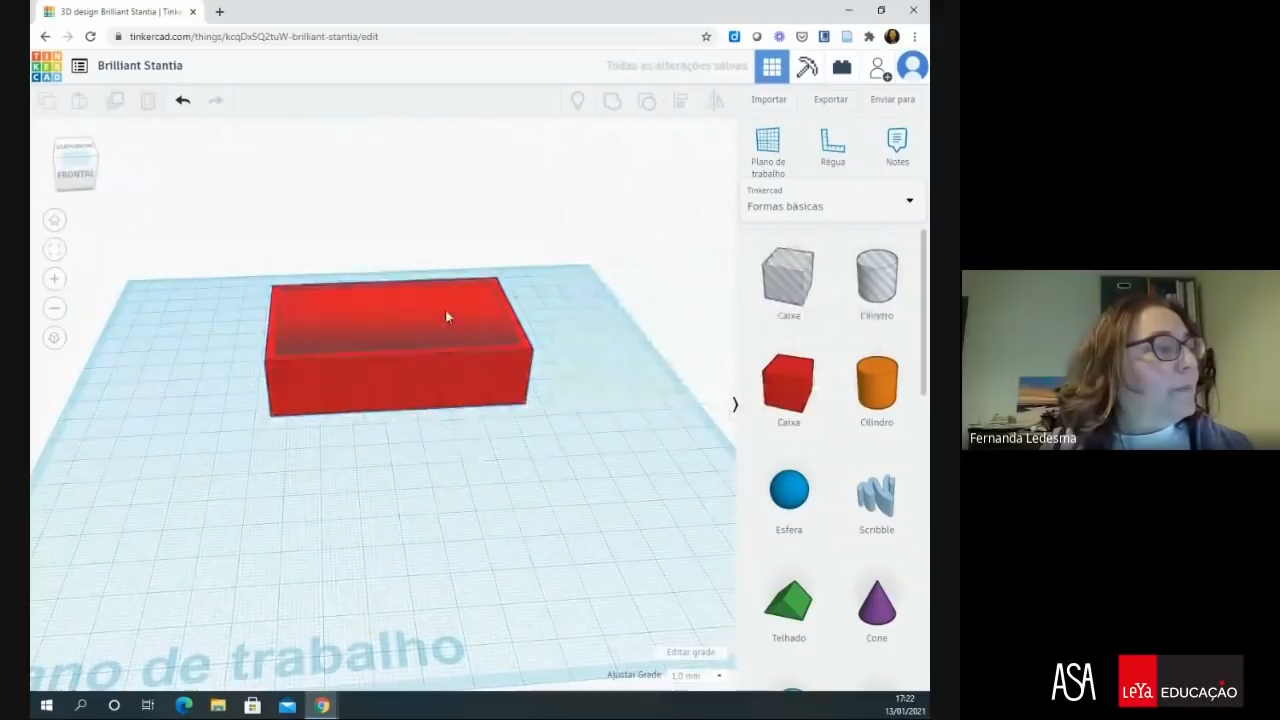 3D design Brilliant Stantia | Tink
tinkercad.com/things/kcqDxSQ2tuW-brilliant-stantia/edit
TIN
KER
CAD
Brilliant Stantia
Todas as alterações salvas
Importar
Exportar
Enviar para
FRONTAL
Plano de
trabalho
Régua
Notes
Tinkercad
Formas básicas
Caixa
Cilindro
Caixa
Cilindro
Esfera
Scribble
Telhado
Cone
ano de trabalho
Editar grade
Ajustar Grade
1,0 mm
17:22
13/01/2021
Fernanda Ledesma
ASA
LeYa EDUCAÇÃO